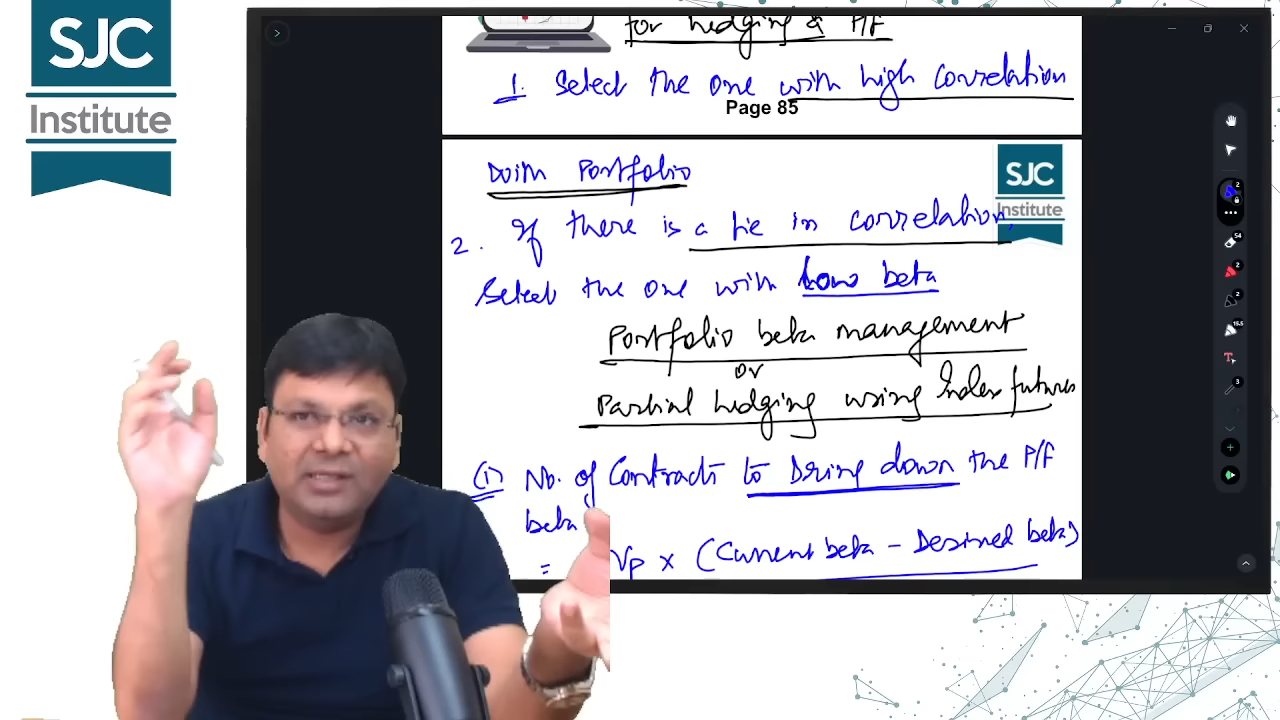 SJC
Institute
for hedging a P/F
1. Select the one with high correlation
Page 85
SJC
Institute
with Portfolio
2. If there is a tie in correlation,
Select the one with Low beta
Portfolio beta management
or
Partial hedging using Index futures
(1) No. of Contracts to bring down the P/F
beta
= Vp x (Current beta - Desired beta)